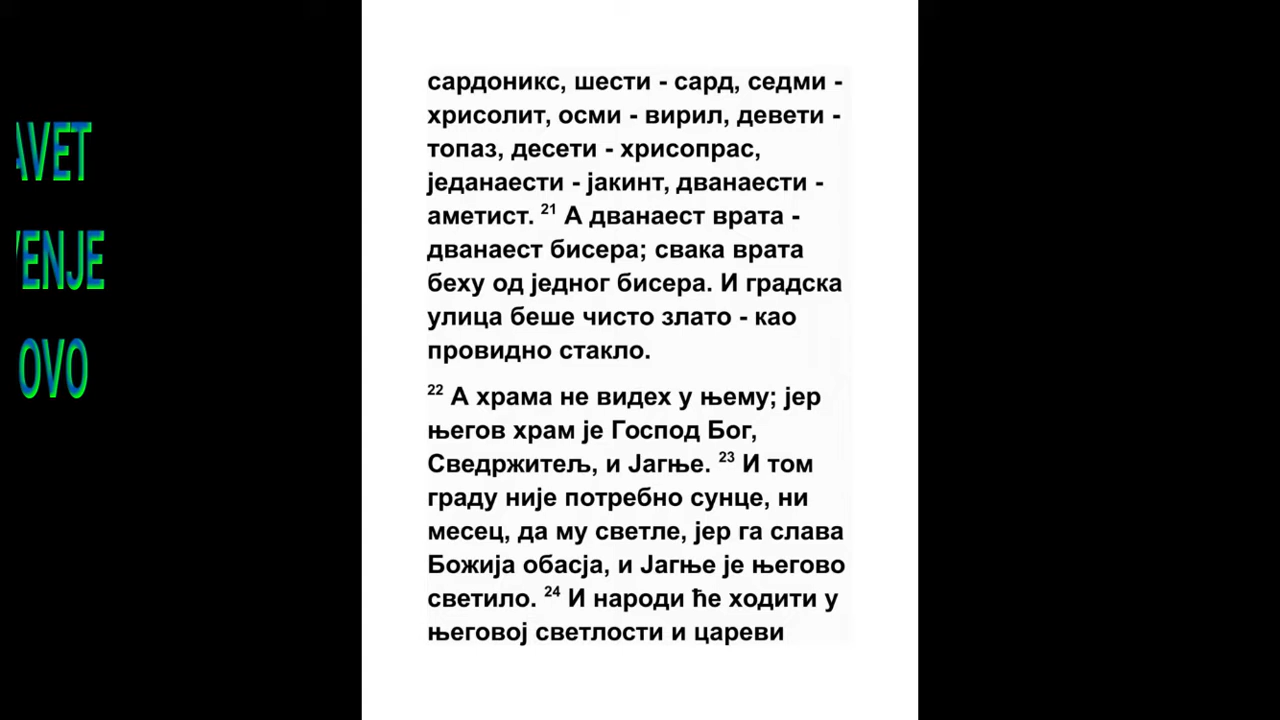 сардоникс, шести - сард, седми -
хрисолит, осми - вирил, девети -
топаз, десети - хрисопрас,
једанаести - јакинт, дванаести -
аметист. 21 А дванаест врата -
дванаест бисера; свака врата
беху од једног бисера. И градска
улица беше чисто злато - као
провидно стакло.
22 А храма не видех у њему; јер
његов храм је Господ Бог,
Сведржитељ, и Јагње. 23 И том
граду није потребно сунце, ни
месец, да му светле, јер га слава
Божија обасја, и Јагње је његово
светило. 24 И народи ће ходити у
његовој светлости и цареви